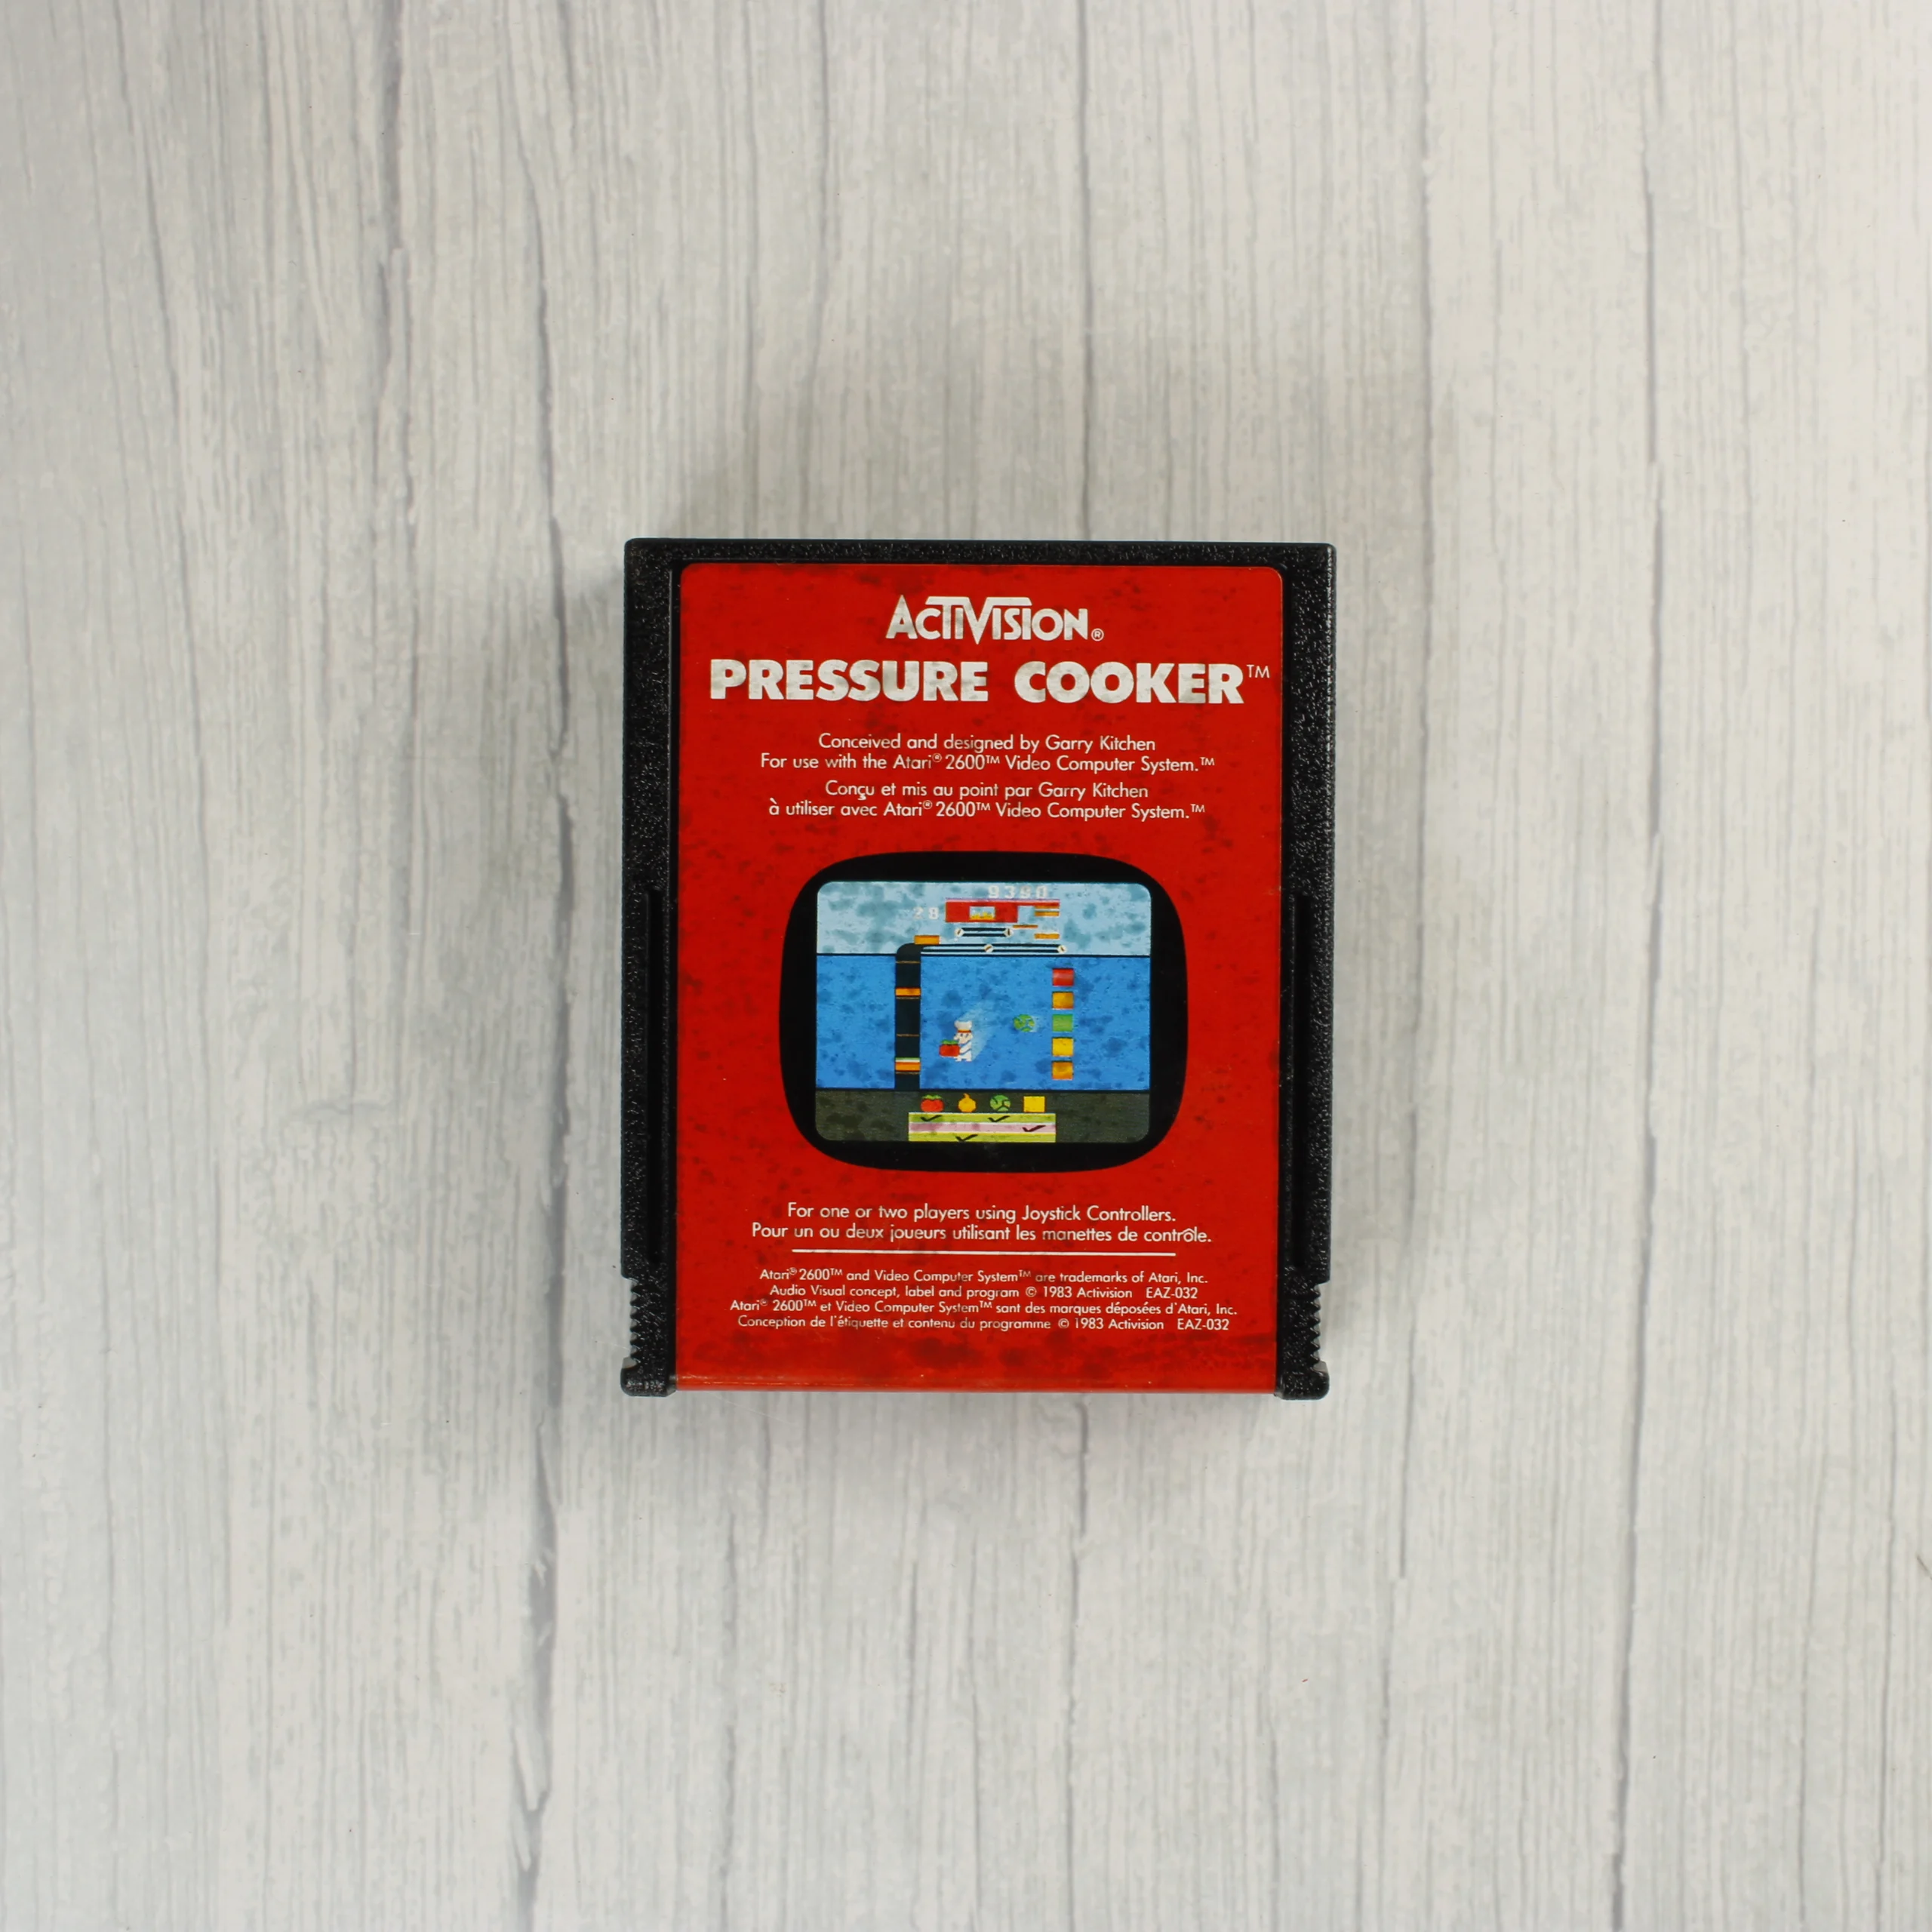 ACTIVISION®
PRESSURE COOKER™
Conceived and designed by Garry Kitchen
For use with the Atari® 2600™ Video Computer System.™
Conçu et mis au point par Garry Kitchen
à utiliser avec Atari® 2600™ Video Computer System.™
9380
28
For one or two players using Joystick Controllers.
Pour un ou deux joueurs utilisant les manettes de contrôle.
Atari® 2600™ and Video Computer System™ are trademarks of Atari, Inc.
Audio Visual concept, label and program © 1983 Activision EAZ-032
Atari® 2600™ et Video Computer System™ sant des marques déposées d'Atari, Inc.
Conception de l'étiquette et contenu du programme © 1983 Activision EAZ-032